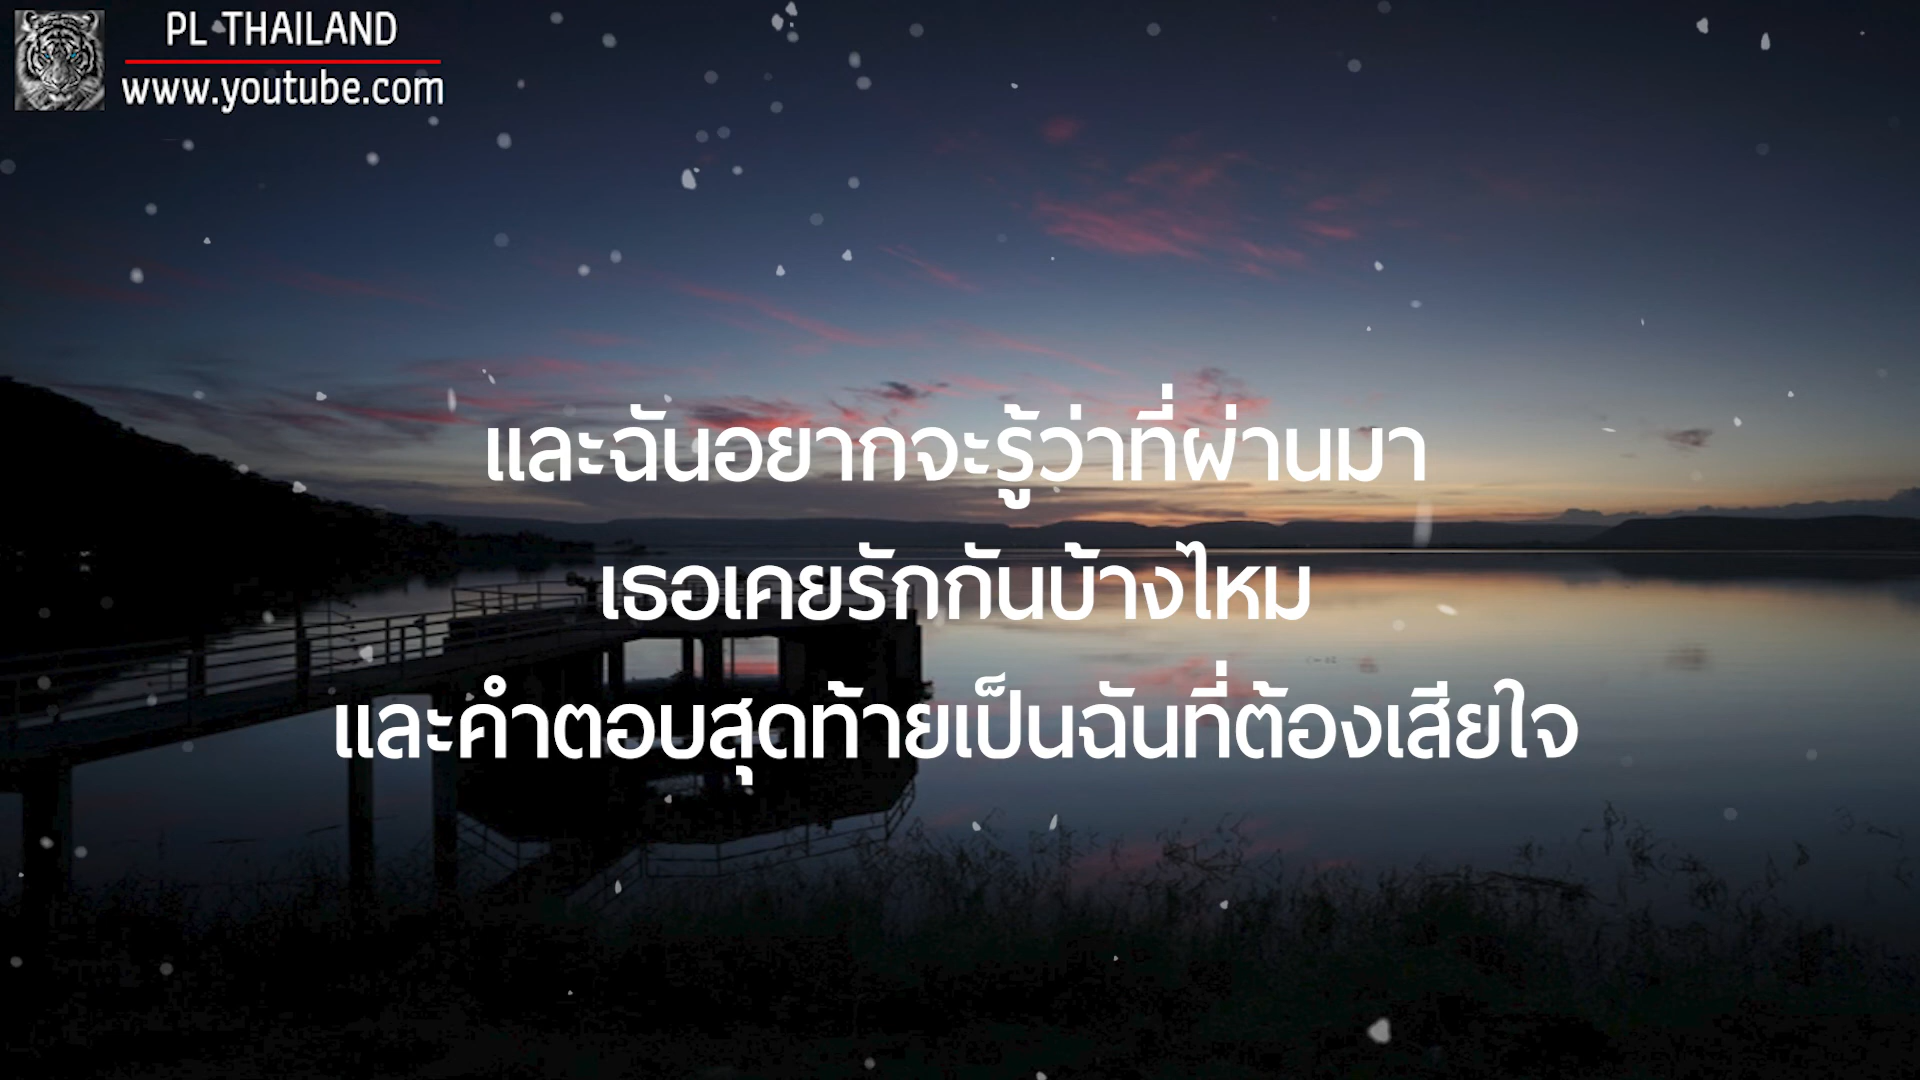 PL THAILAND
www.youtube.com
และฉันอยากจะรู้ว่าที่ผ่านมา
เธอเคยรักกันบ้างไหม
และคำตอบสุดท้ายเป็นฉันที่ต้องเสียใจ